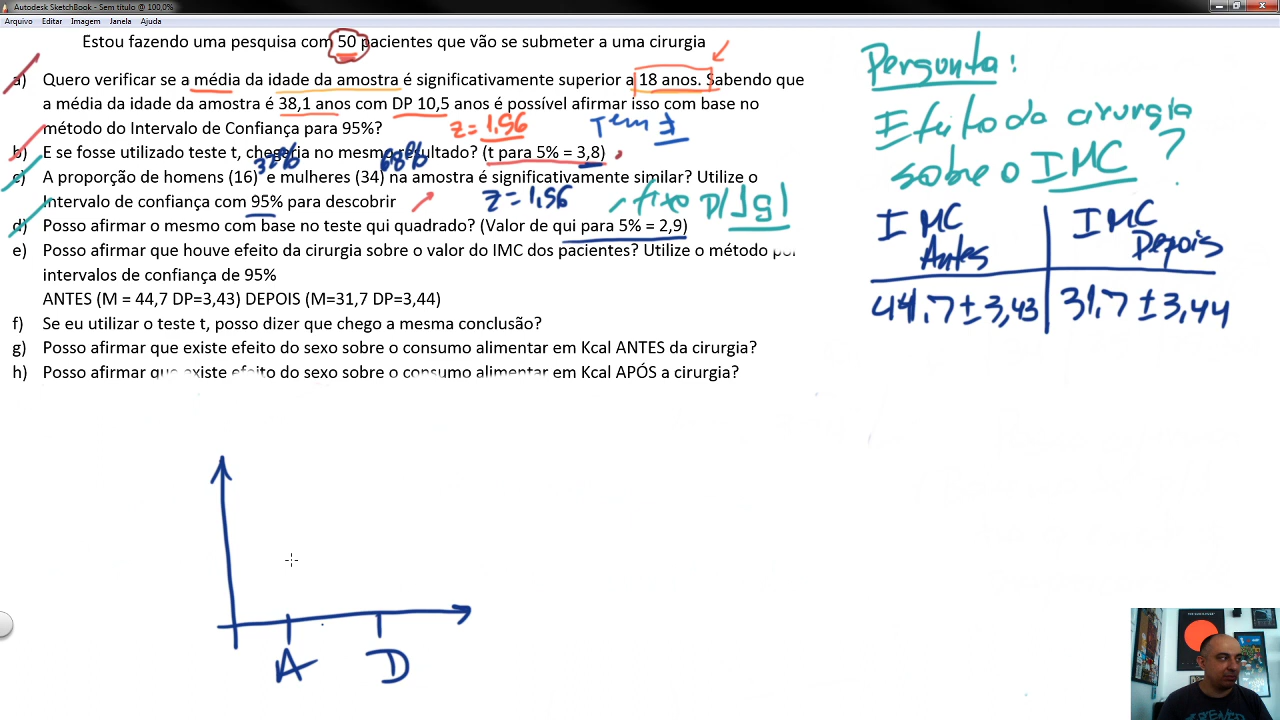 Autodesk SketchBook - Sem título @ 100,0%
Arquivo Editar Imagem Janela Ajuda
Estou fazendo uma pesquisa com 50 pacientes que vão se submeter a uma cirurgia
a) Quero verificar se a média da idade da amostra é significativamente superior a 18 anos. Sabendo que
a média da idade da amostra é 38,1 anos com DP 10,5 anos é possível afirmar isso com base no
método do Intervalo de Confiança para 95%?
z = 1,96
Tem ≠
b) E se fosse utilizado teste t, chegaria no mesmo resultado? (t para 5% = 3,8)
32% 68%
c) A proporção de homens (16) e mulheres (34) na amostra é significativamente similar? Utilize o
Intervalo de confiança com 95% para descobrir
z = 1,96
fixo p/
d) Posso afirmar o mesmo com base no teste qui quadrado? (Valor de qui para 5% = 2,9)
e) Posso afirmar que houve efeito da cirurgia sobre o valor do IMC dos pacientes? Utilize o método por
intervalos de confiança de 95%
ANTES (M = 44,7 DP=3,43) DEPOIS (M=31,7 DP=3,44)
f) Se eu utilizar o teste t, posso dizer que chego a mesma conclusão?
g) Posso afirmar que existe efeito do sexo sobre o consumo alimentar em Kcal ANTES da cirurgia?
h) Posso afirmar que existe efeito do sexo sobre o consumo alimentar em Kcal APÓS a cirurgia?
Pergunta:
Efeito da cirurgia
sobre o IMC ?
IMC Antes
IMC Depois
44,7 ± 3,43
31,7 ± 3,44
A D